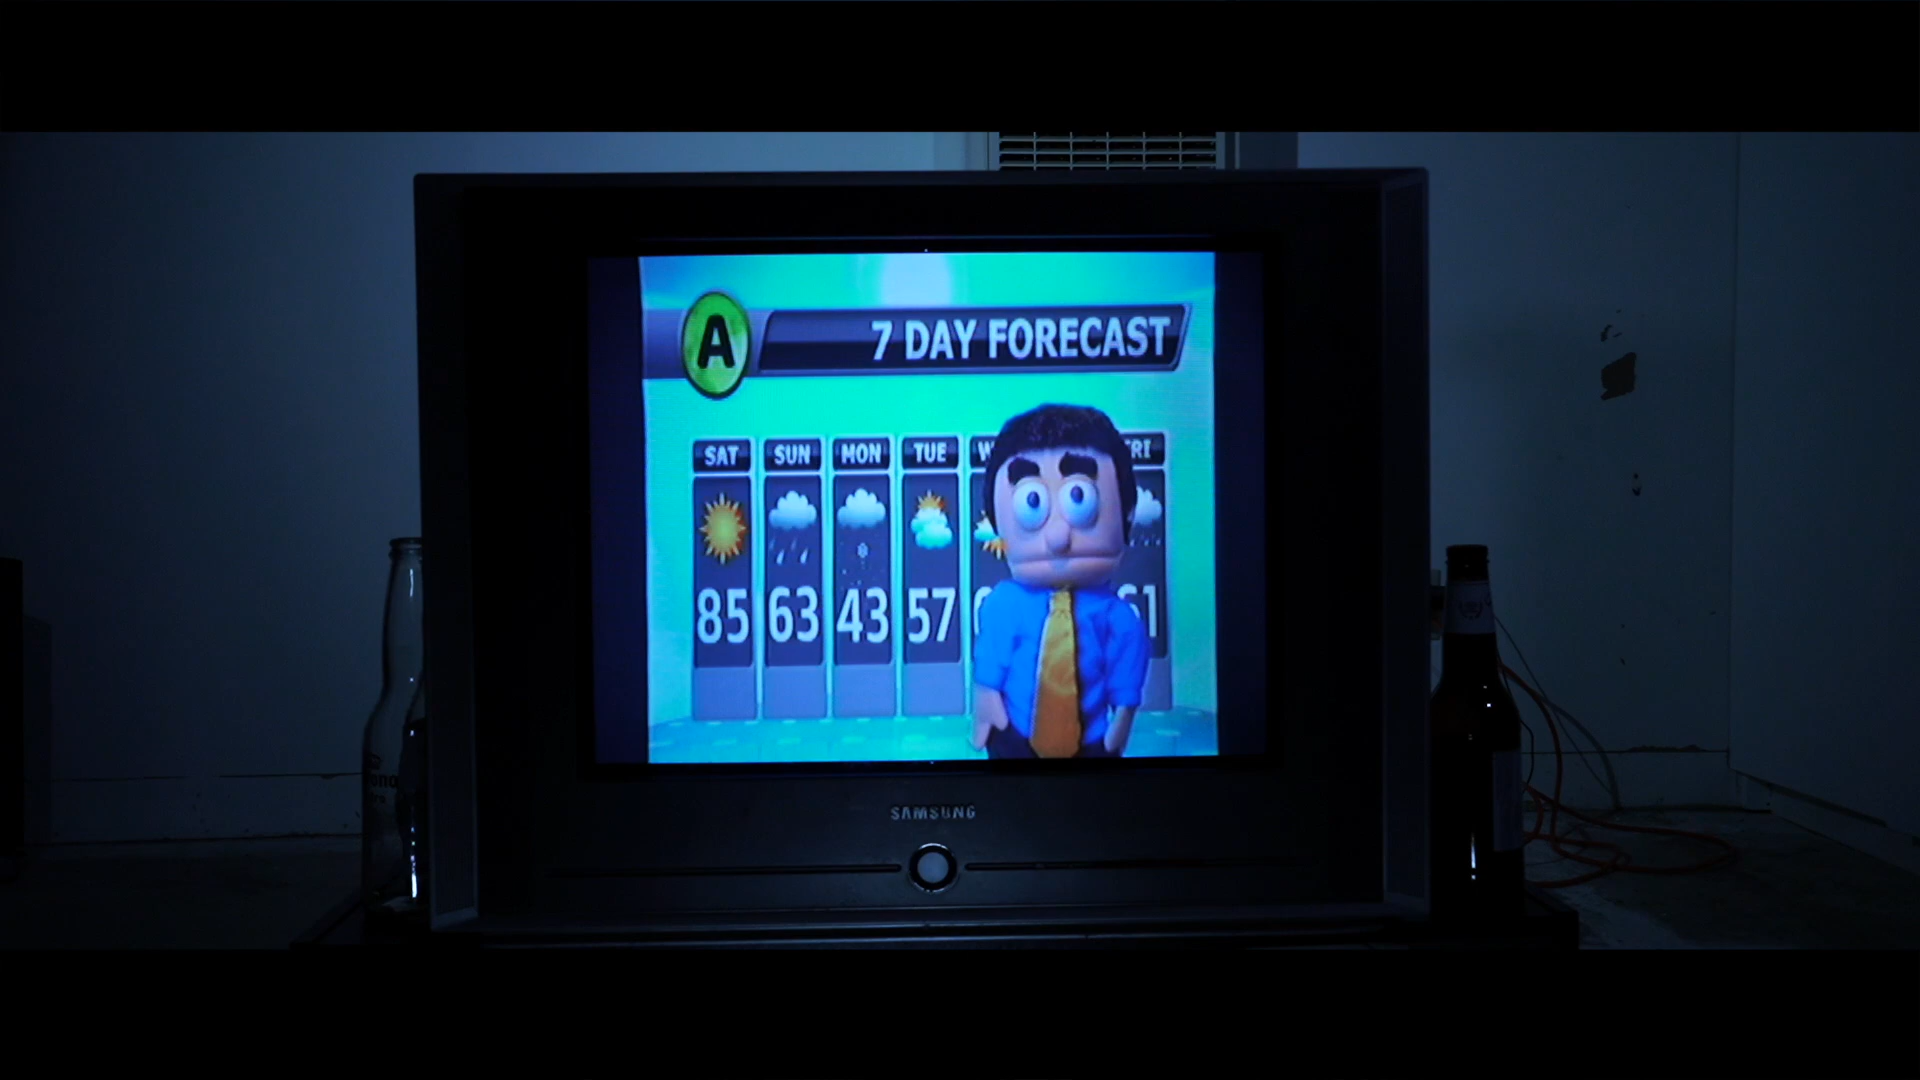 A
7 DAY FORECAST
SAT SUN MON TUE
85 63 43 57
SAMSUNG